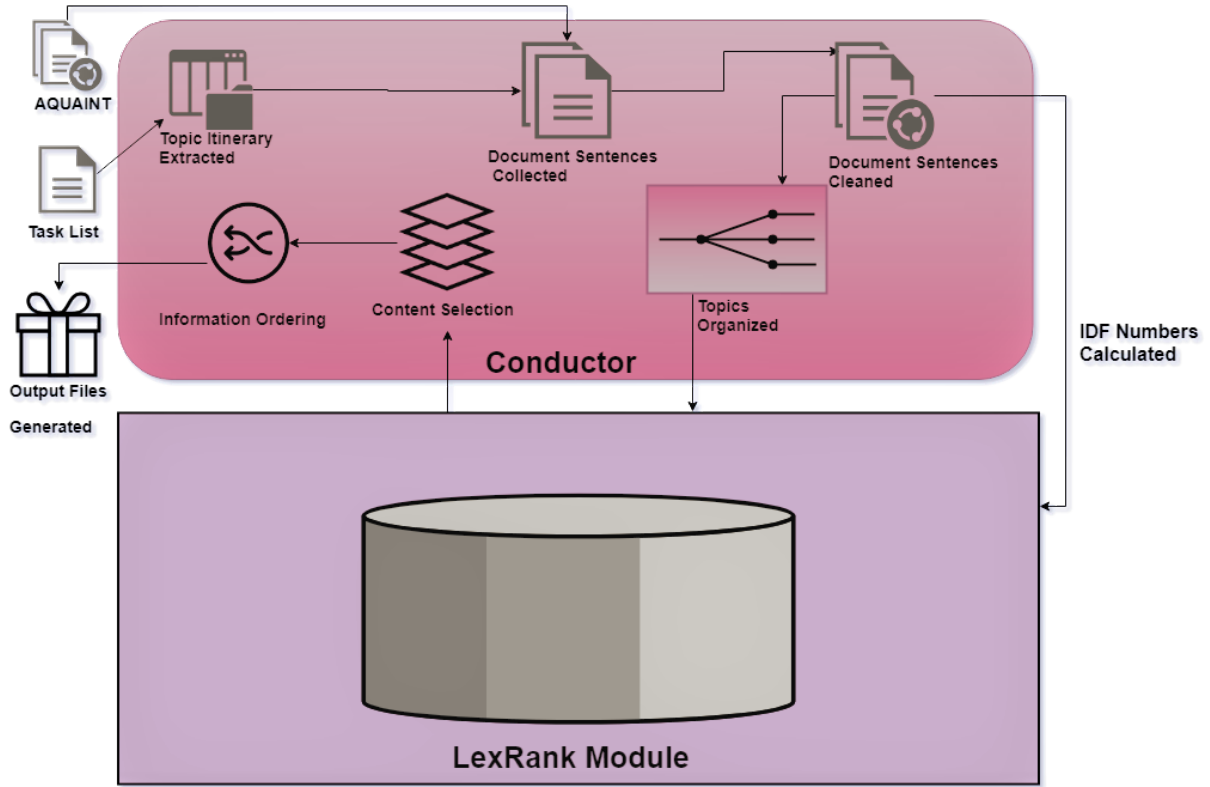 AQUAINT
Topic Itinerary
Extracted
Document Sentences
Collected
Document Sentences
Cleaned
Task List
Information Ordering
Content Selection
Topics
Organized
Conductor
IDF Numbers
Calculated
Output Files
Generated
LexRank Module